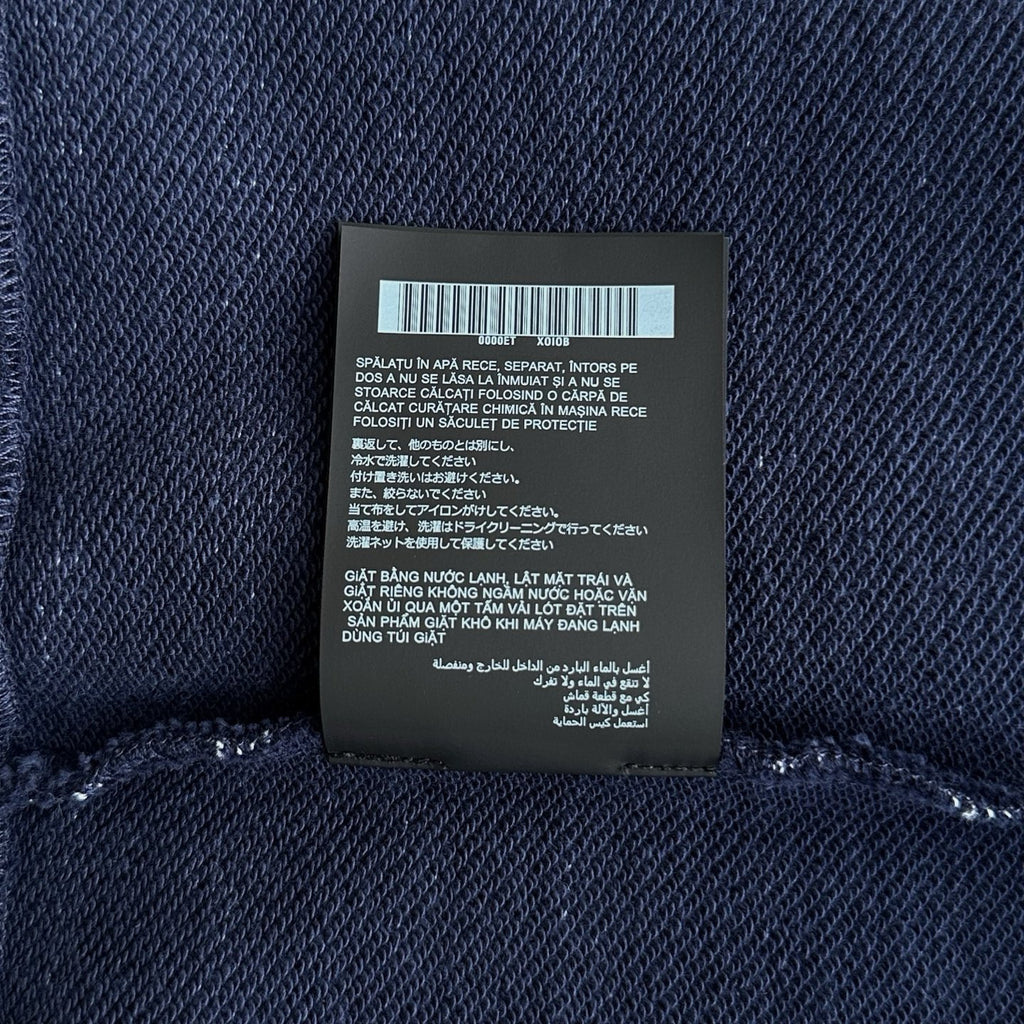 0000ET XOIOB
SPĂLAȚU ÎN APĂ RECE, SEPARAT, ÎNTORS PE
DOS A NU SE LĂSA LA ÎNMUIAT ȘI A NU SE
STOARCE CĂLCAȚI FOLOSIND O CÂRPĂ DE
CĂLCAT CURĂȚARE CHIMICĂ ÎN MAȘINA RECE
FOLOSIȚI UN SĂCULEȚ DE PROTECȚIE
裏返して、他のものとは別にし、
冷水で洗濯してください
付け置き洗いはお避けください。
また、絞らないでください
当て布をしてアイロンがけしてください。
高温を避け、洗濯はドライクリーニングで行ってください
洗濯ネットを使用して保護してください
GIẶT BẰNG NƯỚC LẠNH, LẬT MẶT TRÁI VÀ
GIẶT RIÊNG KHÔNG NGÂM NƯỚC HOẶC VẶN
XOẮN ỦI QUA MỘT TẤM VẢI LÓT ĐẶT TRÊN
SẢN PHẨM GIẶT KHÔ KHI MÁY ĐANG LẠNH
DÙNG TÚI GIẶT
أغسل بالماء البارد من الداخل للخارج ومنفصلة
لا تنقع في الماء ولا تفرك
كي مع قطعة قماش
أغسل والآلة باردة
استعمل كيس الحماية